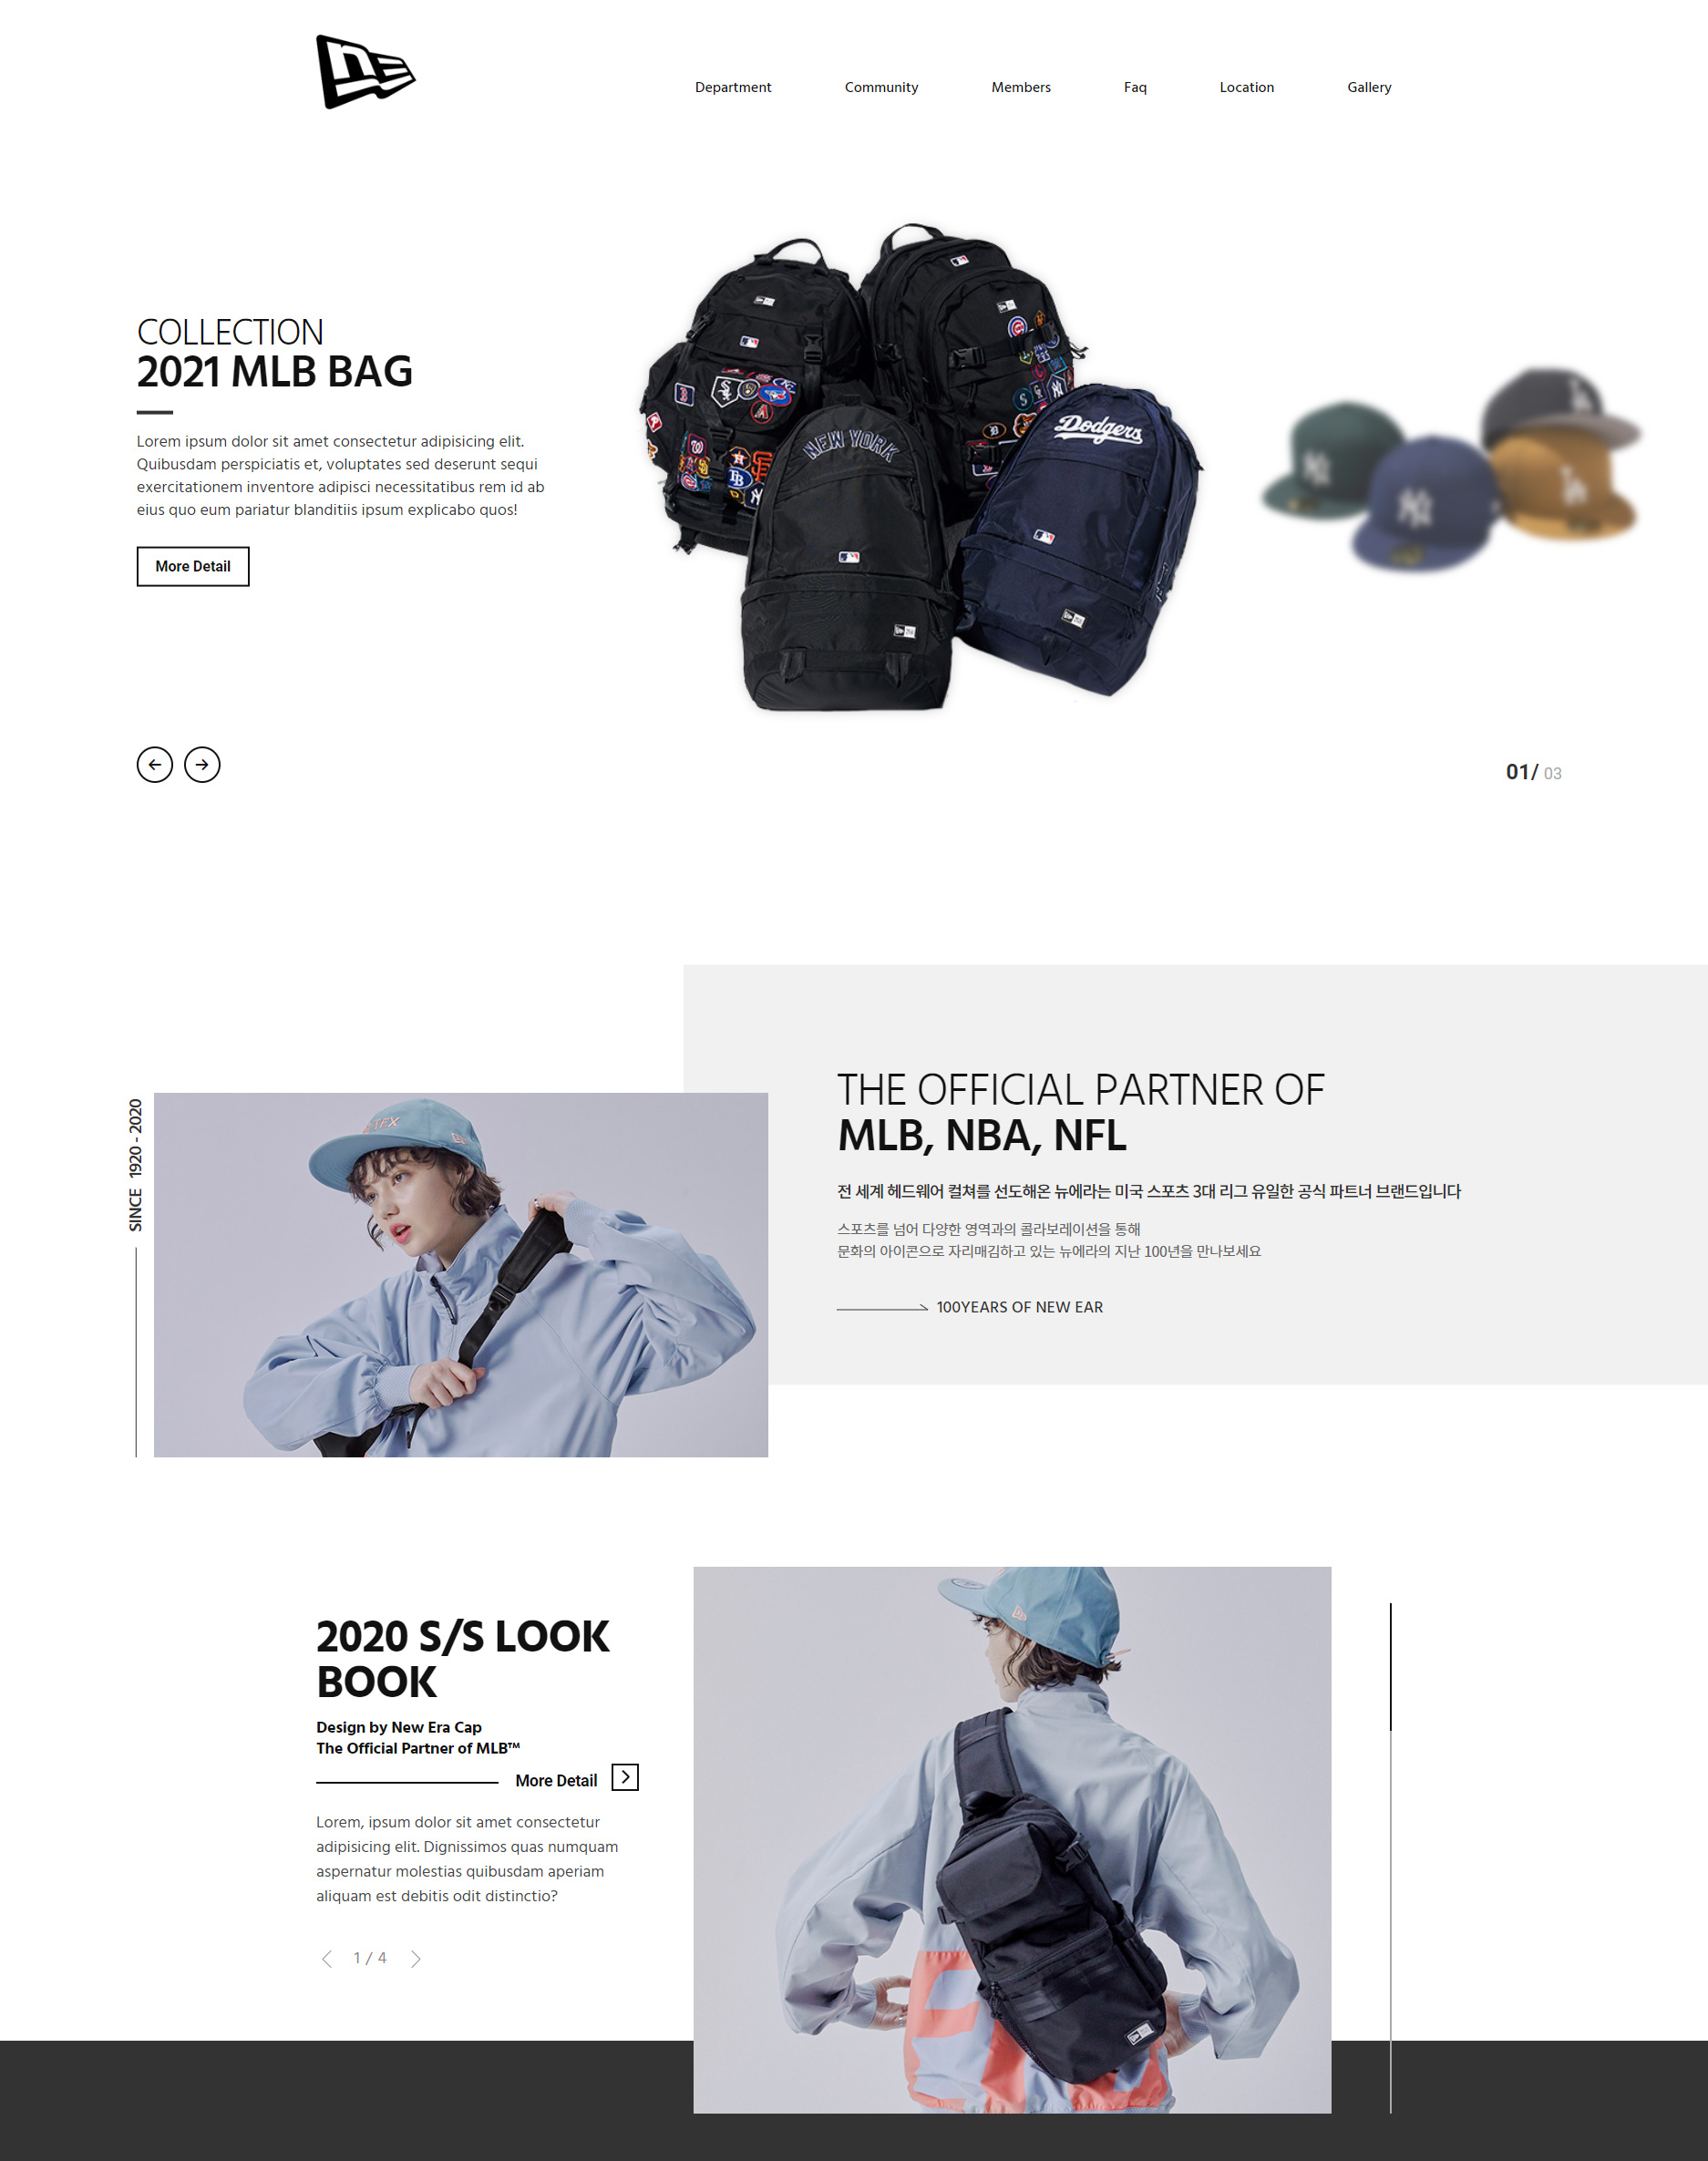 Department
Community
Members
Faq
Location
Gallery
COLLECTION
2021 MLB BAG
Lorem ipsum dolor sit amet consectetur adipisicing elit.
Quibusdam perspiciatis et, voluptates sed deserunt sequi
exercitationem inventore adipisci necessitatibus rem id ab
eius quo eum pariatur blanditiis ipsum explicabo quos!
More Detail
NEW YORK
Dodgers
01/ 03
SINCE 1920 - 2020
THE OFFICIAL PARTNER OF
MLB, NBA, NFL
전 세계 헤드웨어 컬쳐를 선도해온 뉴에라는 미국 스포츠 3대 리그 유일한 공식 파트너 브랜드입니다
스포츠를 넘어 다양한 영역과의 콜라보레이션을 통해
문화의 아이콘으로 자리매김하고 있는 뉴에라의 지난 100년을 만나보세요
100YEARS OF NEW EAR
2020 S/S LOOK
BOOK
Design by New Era Cap
The Official Partner of MLB™
More Detail
Lorem, ipsum dolor sit amet consectetur
adipisicing elit. Dignissimos quas numquam
aspernatur molestias quibusdam aperiam
aliquam est debitis odit distinctio?
1 / 4